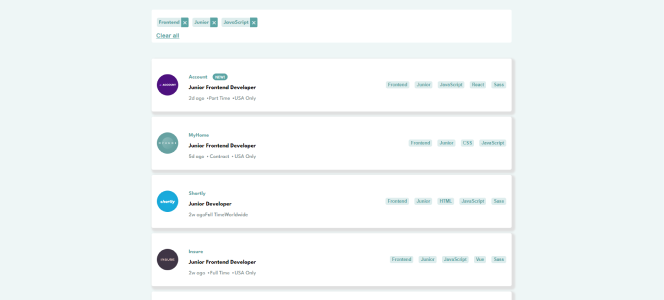 Frontend × Junior × JavaScript ×
Clear all
Account NEW!
Junior Frontend Developer
2d ago •Part Time •USA Only
Frontend Junior JavaScript React Sass
MyHome
Junior Frontend Developer
5d ago • Contract • USA Only
Frontend Junior CSS JavaScript
shortly
Shortly
Junior Developer
2w agoFull TimeWorldwide
Frontend Junior HTML JavaScript Sass
INSURE
Insure
Junior Frontend Developer
2w ago •Full Time •USA Only
Frontend Junior JavaScript Vue Sass